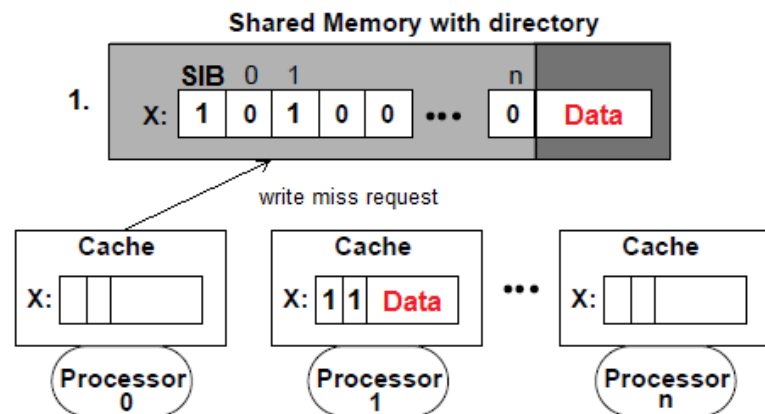 Shared Memory with directory
SIB 0 1 n
1.
X: 1 0 1 0 0 ••• 0 Data
write miss request
Cache Cache Cache
X: X: 1 1 Data ••• X:
Processor 0 Processor 1 Processor n